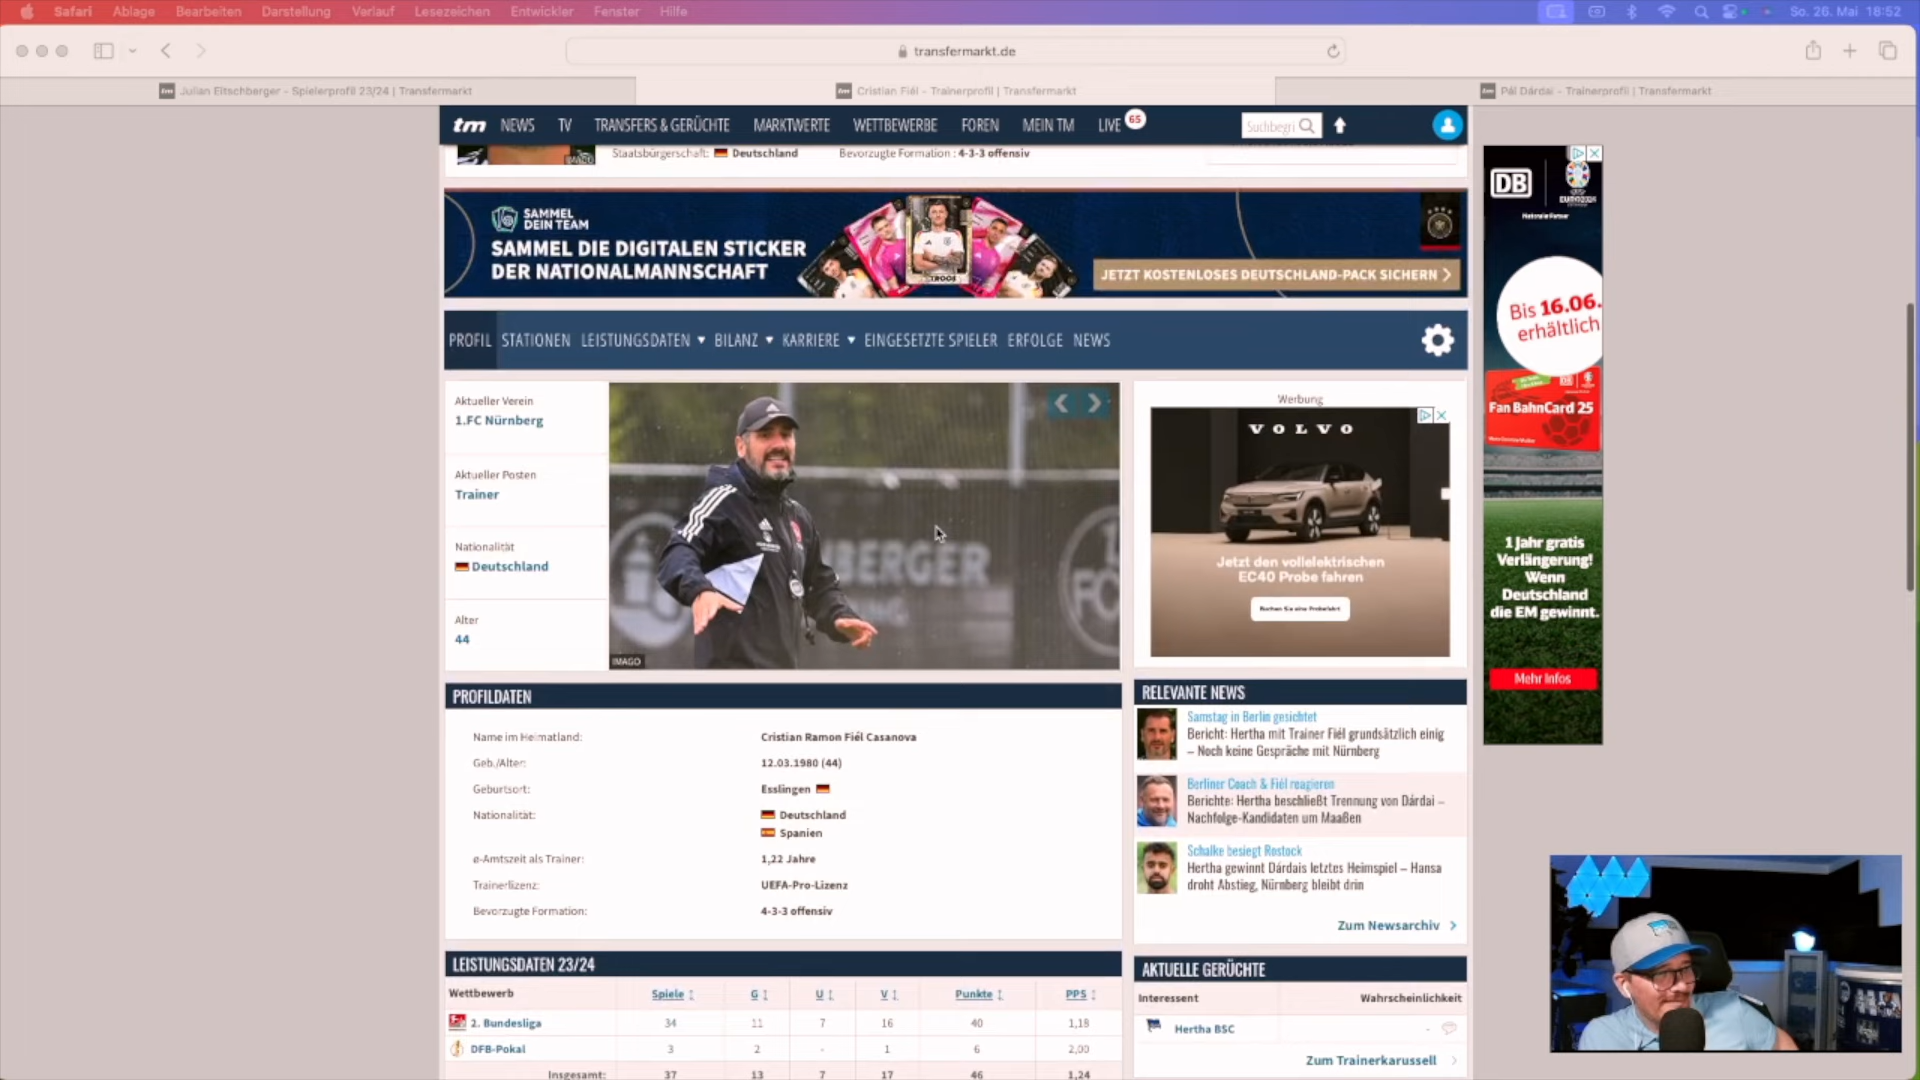 Safari Ablage Bearbeiten Darstellung Verlauf Lesezeichen Entwickler Fenster Hilfe
So. 26. Mai 18:52
transfermarkt.de
Julian Eitschberger - Spielerprofil 23/24 | Transfermarkt
Cristian Fiél - Trainerprofil | Transfermarkt
Pál Dárdai - Trainerprofil | Transfermarkt
tm NEWS TV TRANSFERS & GERÜCHTE MARKTWERTE WETTBEWERBE FOREN MEIN TM LIVE 65
Suchbegri
IMAGO
Staatsbürgerschaft: Deutschland
Bevorzugte Formation : 4-3-3 offensiv
SAMMEL
DEIN TEAM
SAMMEL DIE DIGITALEN STICKER
DER NATIONALMANNSCHAFT
KROOS
JETZT KOSTENLOSES DEUTSCHLAND-PACK SICHERN
PROFIL STATIONEN LEISTUNGSDATEN BILANZ KARRIERE EINGESETZTE SPIELER ERFOLGE NEWS
Aktueller Verein
1.FC Nürnberg
Aktueller Posten
Trainer
Nationalität
Deutschland
Alter
44
NBERGER
FC
IMAGO
Werbung
VOLVO
Jetzt den vollelektrischen
EC40 Probe fahren
Buchen Sie eine Probefahrt
DB
EURO2024
Nationaler Partner
Bis 16.06.
erhältlich
Fan BahnCard 25
1 Jahr gratis
Verlängerung!
Wenn
Deutschland
die EM gewinnt.
Mehr Infos
PROFILDATEN
Name im Heimatland: Cristian Ramon Fiél Casanova
Geb./Alter: 12.03.1980 (44)
Geburtsort: Esslingen
Nationalität: Deutschland
Spanien
ø-Amtszeit als Trainer: 1,22 Jahre
Trainerlizenz: UEFA-Pro-Lizenz
Bevorzugte Formation: 4-3-3 offensiv
RELEVANTE NEWS
Samstag in Berlin gesichtet
Bericht: Hertha mit Trainer Fiél grundsätzlich einig
– Noch keine Gespräche mit Nürnberg
Berliner Coach & Fiél reagieren
Berichte: Hertha beschließt Trennung von Dárdai –
Nachfolge-Kandidaten um Maaßen
Schalke besiegt Rostock
Hertha gewinnt Dárdais letztes Heimspiel – Hansa
droht Abstieg, Nürnberg bleibt drin
Zum Newsarchiv
LEISTUNGSDATEN 23/24
Wettbewerb Spiele G U V Punkte PPS
2. Bundesliga 34 11 7 16 40 1,18
DFB-Pokal 3 2 - 1 6 2,00
Insgesamt: 37 13 7 17 46 1,24
AKTUELLE GERÜCHTE
Interessent Wahrscheinlichkeit
Hertha BSC -
Zum Trainerkarussell